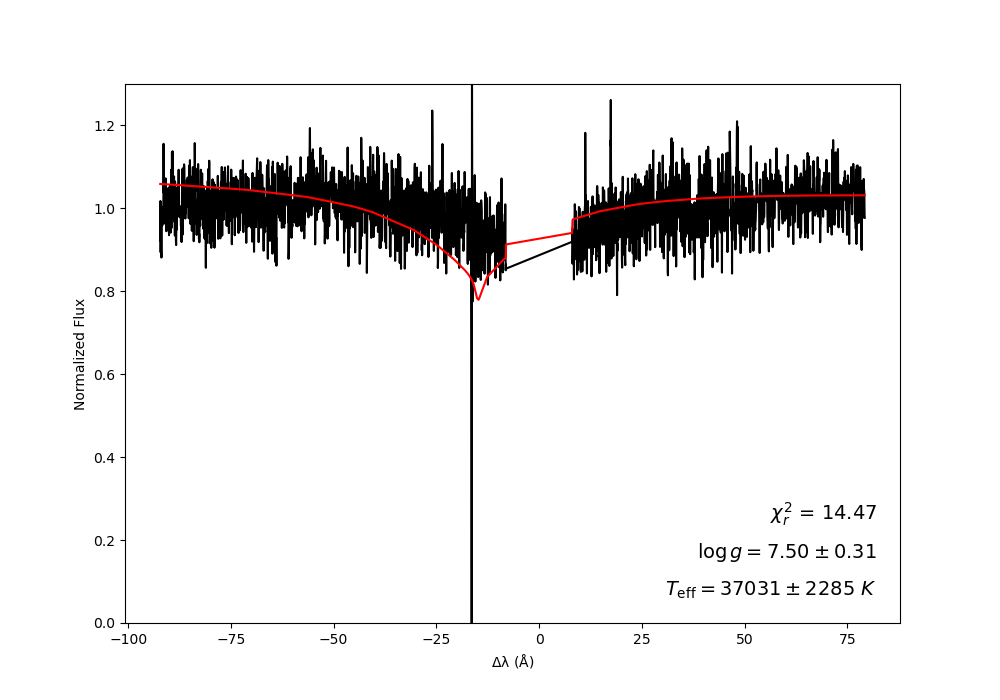 Normalized Flux
1.2
1.0
0.8
0.6
0.4
0.2
0.0
χ²ᵣ = 14.47
log g = 7.50 ± 0.31
T_eff = 37031 ± 2285 K
−100 −75 −50 −25 0 25 50 75
Δλ (Å)